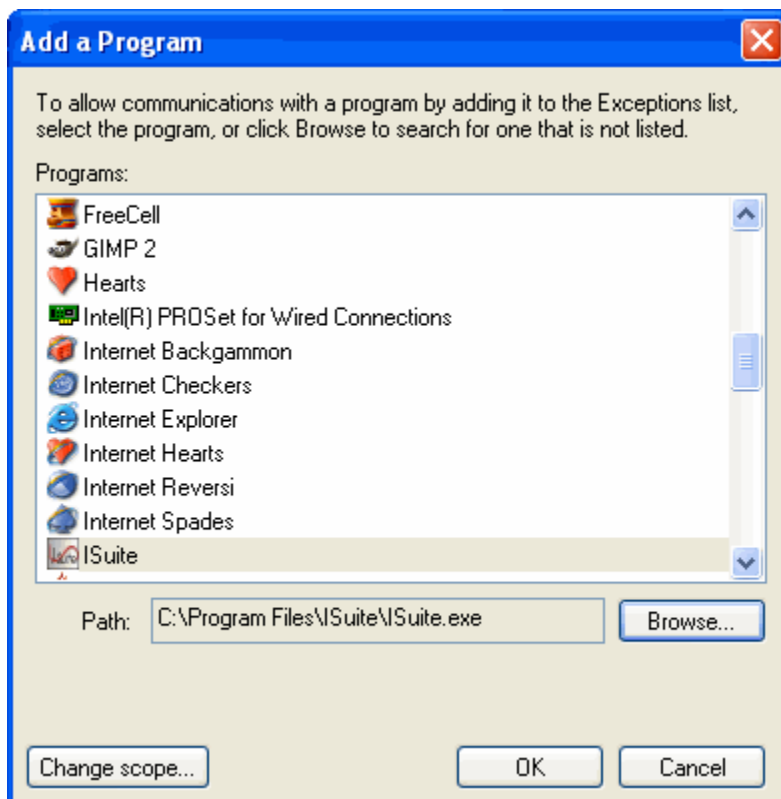 Add a Program
To allow communications with a program by adding it to the Exceptions list,
select the program, or click Browse to search for one that is not listed.
Programs:
FreeCell
GIMP 2
Hearts
Intel(R) PROSet for Wired Connections
Internet Backgammon
Internet Checkers
Internet Explorer
Internet Hearts
Internet Reversi
Internet Spades
ISuite
Path: C:\Program Files\ISuite\ISuite.exe Browse...
Change scope... OK Cancel